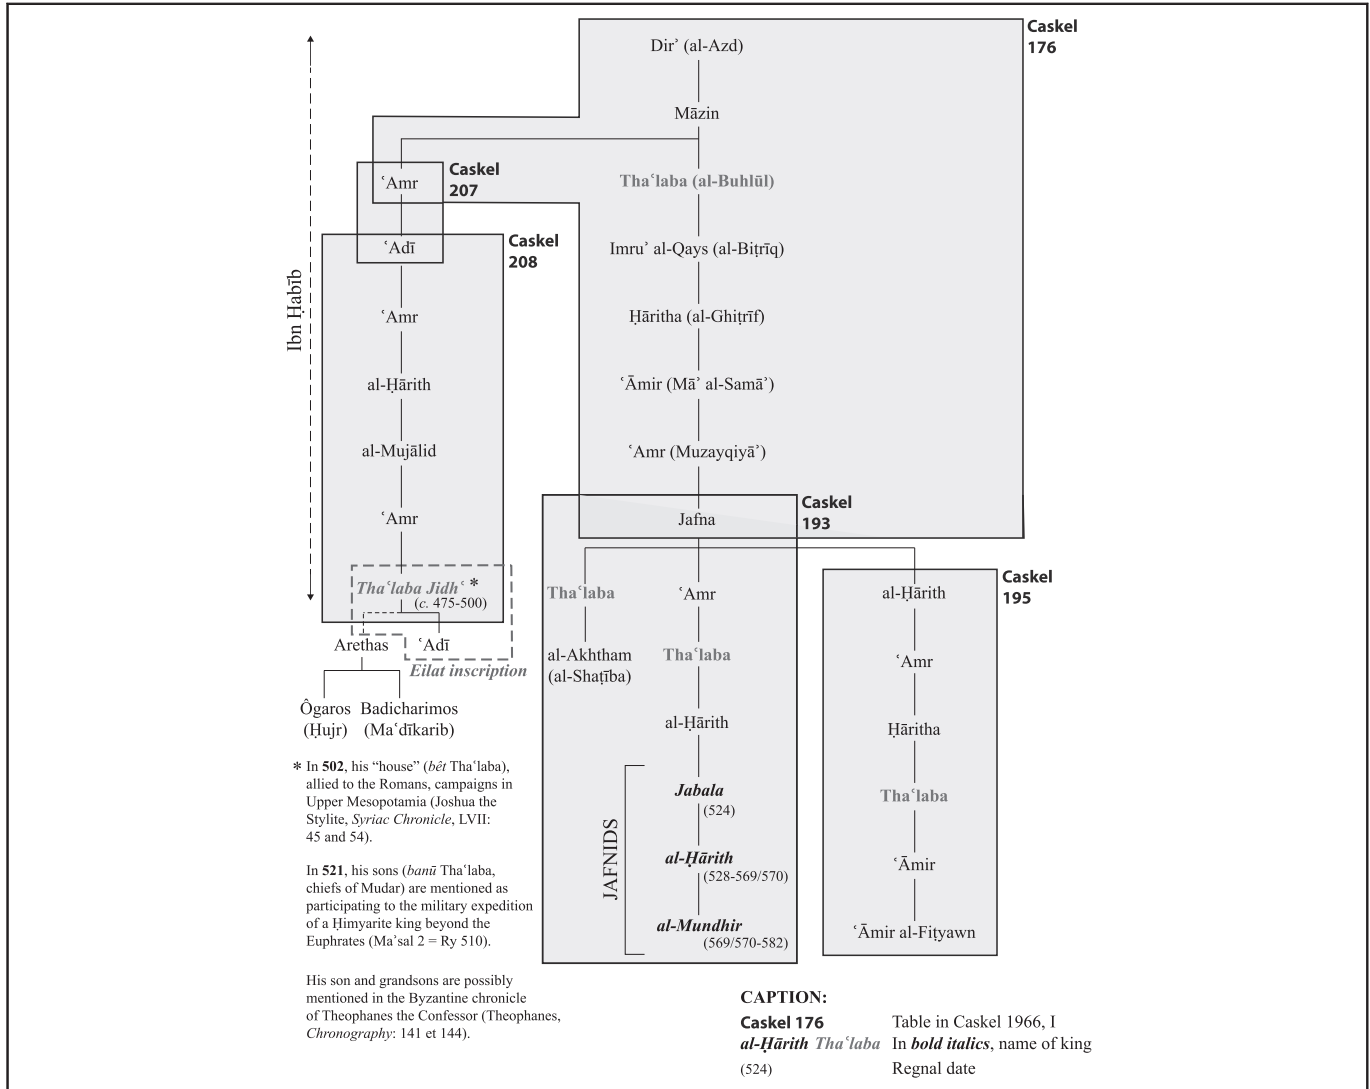 Caskel
176
Dirʾ (al-Azd)
Māzin
Caskel
207
ʿAmr
Thaʿlaba (al-Buhlūl)
Caskel
208
ʿAdī
Imruʾ al-Qays (al-Biṭrīq)
Ibn Ḥabīb
ʿAmr
Ḥāritha (al-Ghiṭrīf)
al-Ḥārith
ʿĀmir (Māʾ al-Samāʾ)
al-Mujālid
ʿAmr (Muzayqiyāʾ)
Caskel
193
ʿAmr
Jafna
Caskel
195
Thaʿlaba Jidhʿ *
(c. 475-500)
Thaʿlaba
ʿAmr
al-Ḥārith
Arethas
ʿAdī
Eilat inscription
al-Akhtham
(al-Shaṭība)
Thaʿlaba
ʿAmr
Ôgaros
(Ḥujr)
Badicharimos
(Maʿdīkarib)
al-Ḥārith
Ḥāritha
* In 502, his “house” (bét Thaʿlaba),
allied to the Romans, campaigns in
Upper Mesopotamia (Joshua the
Stylite, Syriac Chronicle, LVII:
45 and 54).
In 521, his sons (banū Thaʿlaba,
chiefs of Mudar) are mentioned as
participating to the military expedition
of a Ḥimyarite king beyond the
Euphrates (Maʾsal 2 = Ry 510).
His son and grandsons are possibly
mentioned in the Byzantine chronicle
of Theophanes the Confessor (Theophanes,
Chronography: 141 et 144).
JAFNIDS
Jabala
(524)
al-Ḥārith
(528-569/570)
al-Mundhir
(569/570-582)
Thaʿlaba
ʿĀmir
ʿĀmir al-Fiṭyawn
CAPTION:
Caskel 176 Table in Caskel 1966, I
al-Ḥārith Thaʿlaba In bold italics, name of king
(524) Regnal date